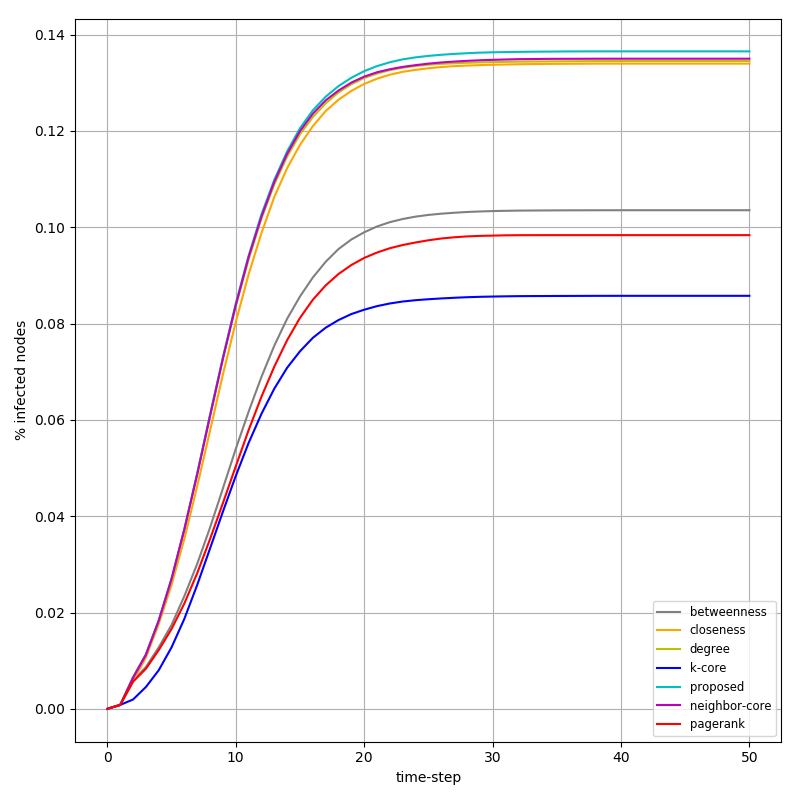 0.14
0.12
0.10
0.08
0.06
0.04
0.02
0.00
% infected nodes
betweenness
closeness
degree
k-core
proposed
neighbor-core
pagerank
0 10 20 30 40 50
time-step